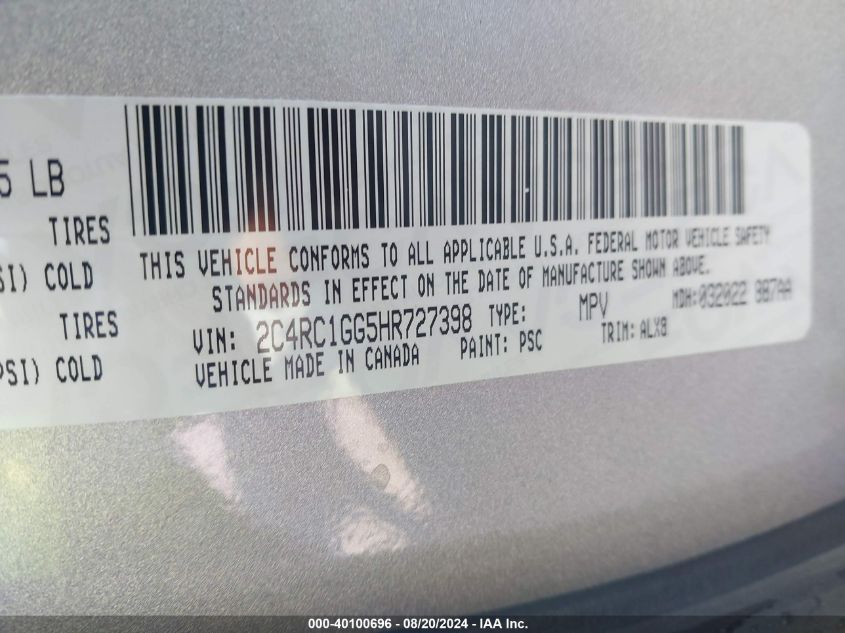 5 LB
TIRES
SI) COLD
TIRES
PSI) COLD
THIS VEHICLE CONFORMS TO ALL APPLICABLE U.S.A. FEDERAL MOTOR VEHICLE SAFETY
STANDARDS IN EFFECT ON THE DATE OF MANUFACTURE SHOWN ABOVE.
VIN: 2C4RC1GG5HR727398 TYPE: MPV MDH:032022 387AA
VEHICLE MADE IN CANADA PAINT: PSC TRIM: ALX8
000-40100696 - 08/20/2024 - IAA Inc.